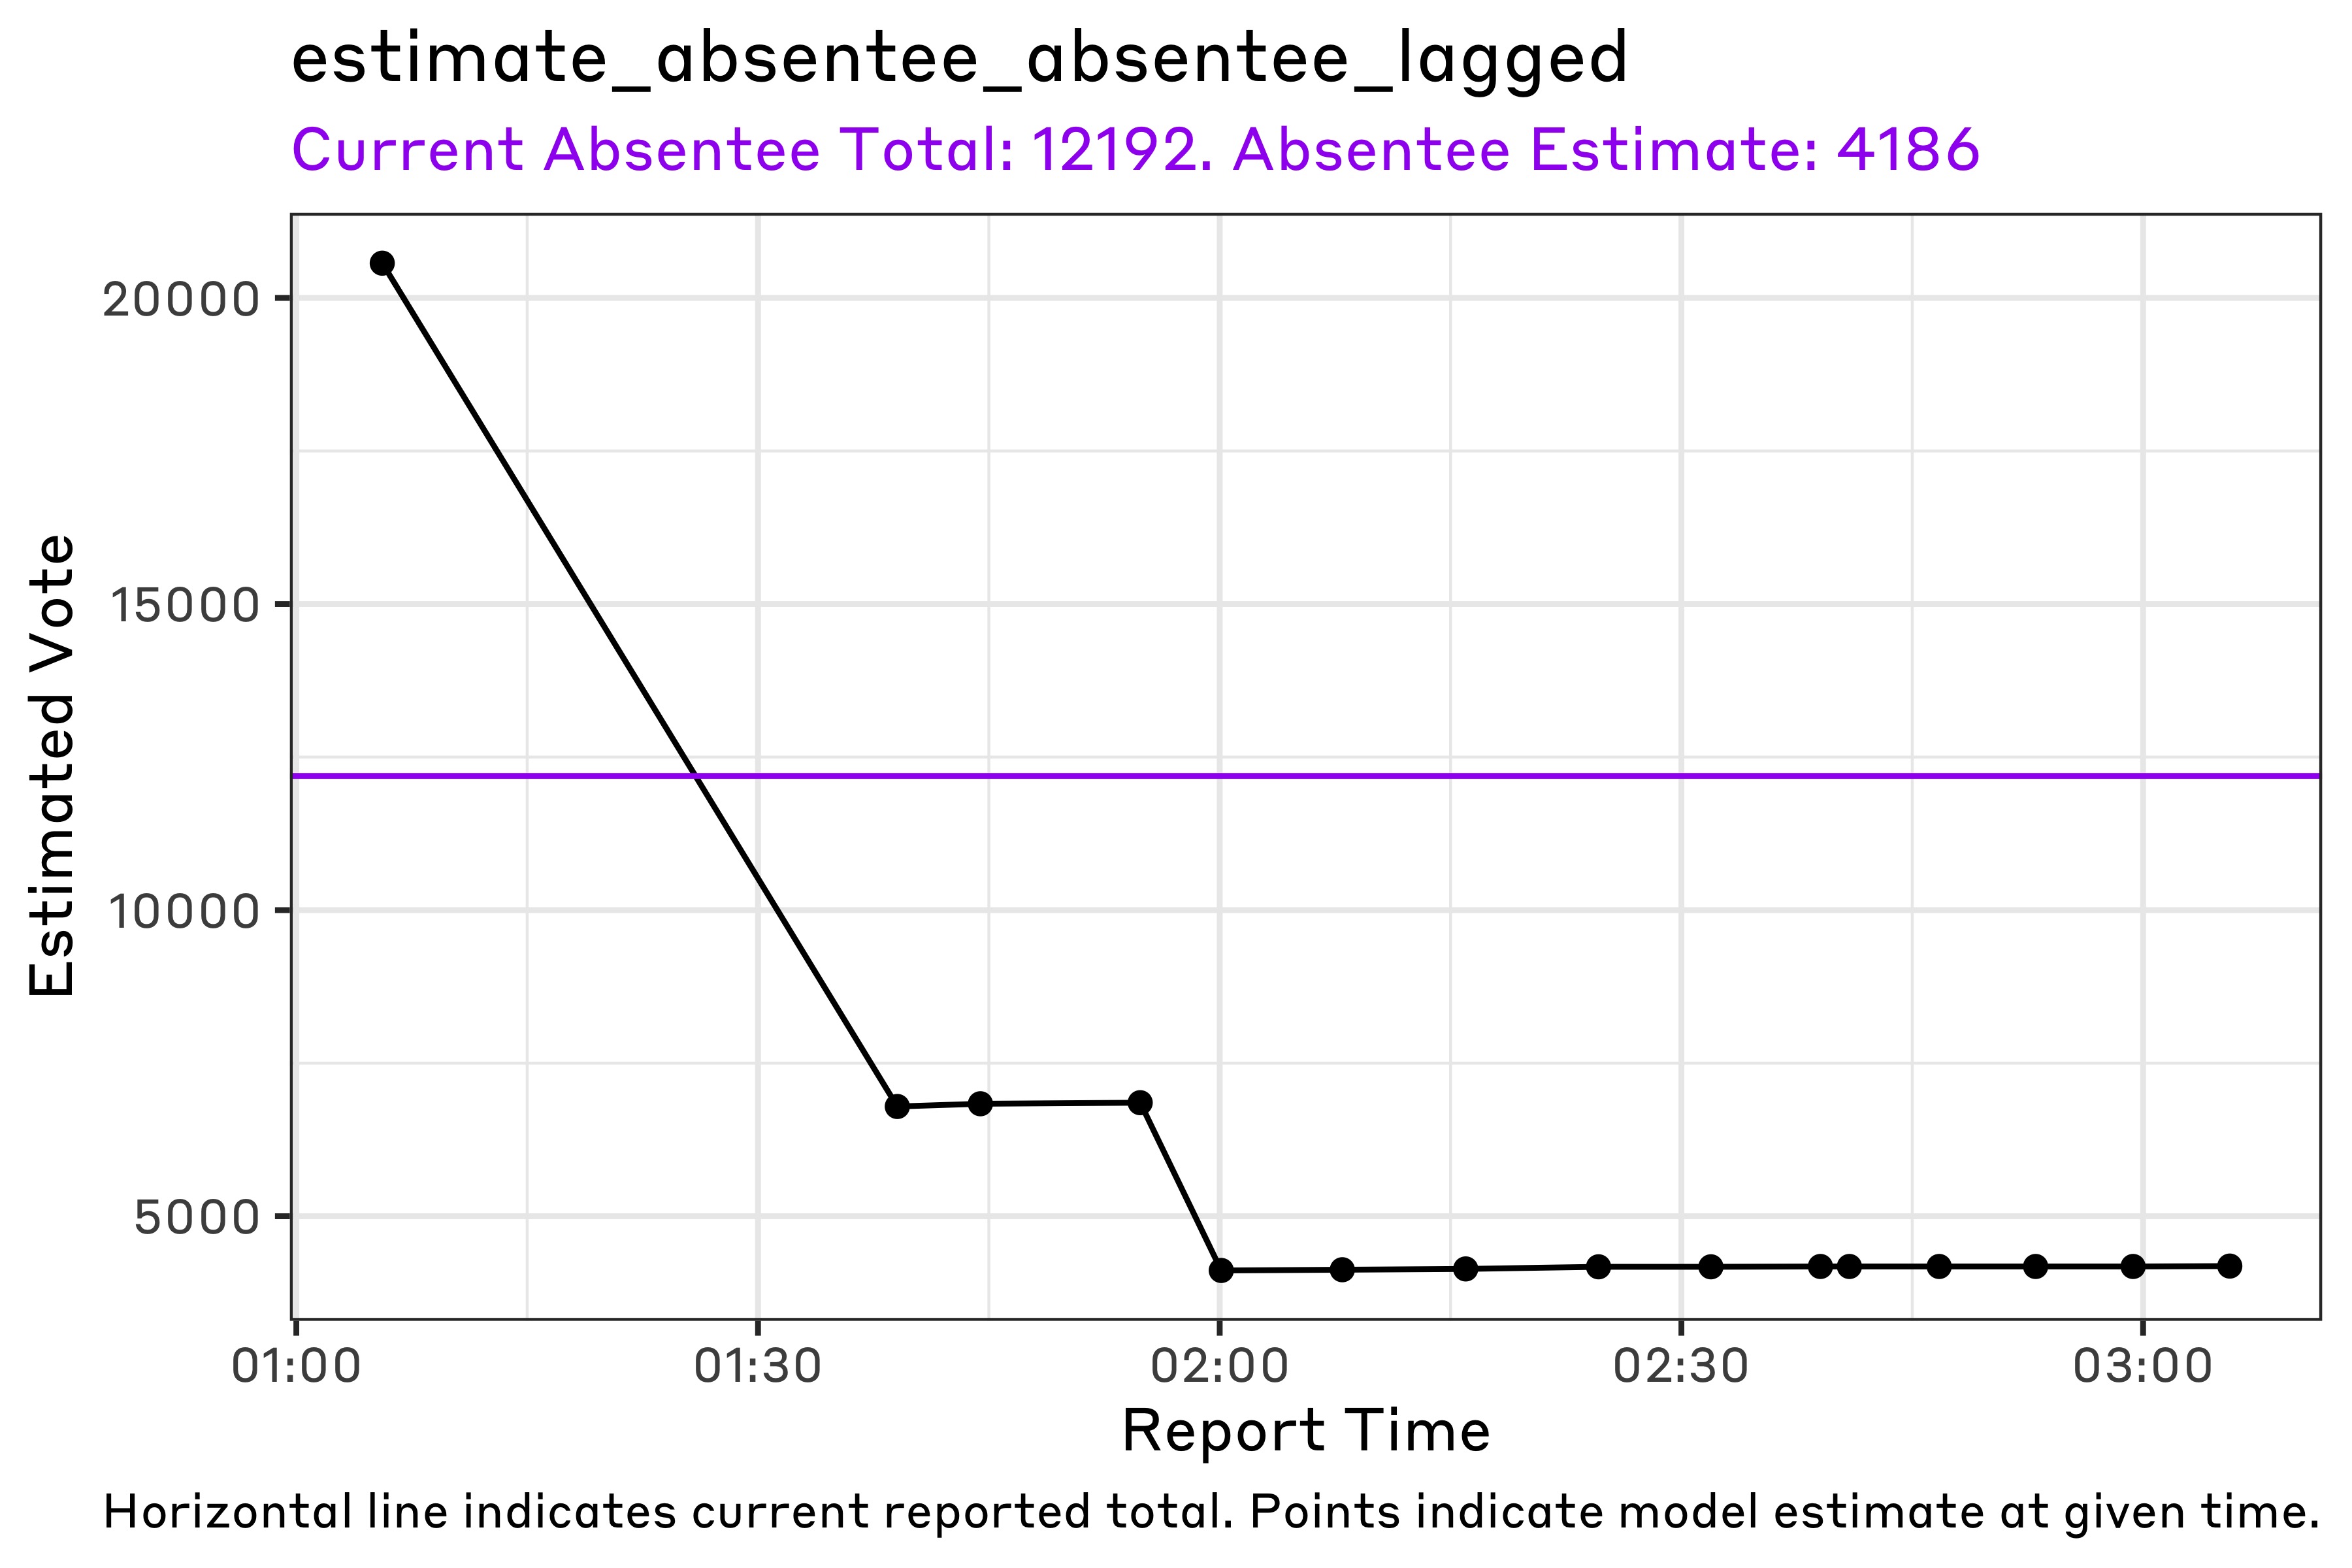 estimate_absentee_absentee_lagged
Current Absentee Total: 12192. Absentee Estimate: 4186
Estimated Vote
20000
15000
10000
5000
01:00 01:30 02:00 02:30 03:00
Report Time
Horizontal line indicates current reported total. Points indicate model estimate at given time.